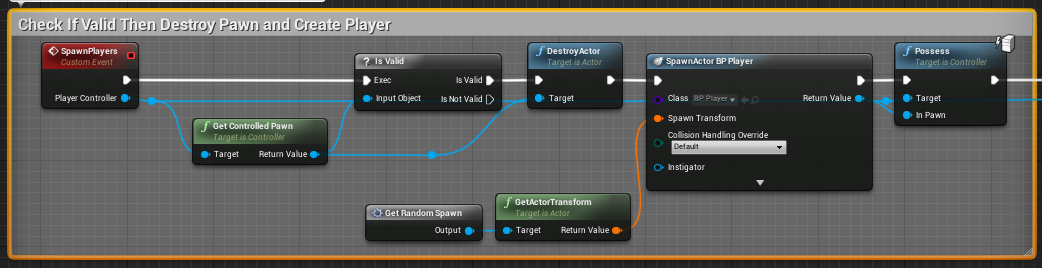 Check If Valid Then Destroy Pawn and Create Player
SpawnPlayers
Custom Event
Player Controller
Get Controlled Pawn
Target is Controller
Target
Return Value
? Is Valid
Exec
Is Valid
Input Object
Is Not Valid
f DestroyActor
Target is Actor
Target
SpawnActor BP Player
Class
BP Player
Return Value
Spawn Transform
Collision Handling Override
Default
Instigator
f Possess
Target is Controller
Target
In Pawn
Get Random Spawn
Output
f GetActorTransform
Target is Actor
Target
Return Value